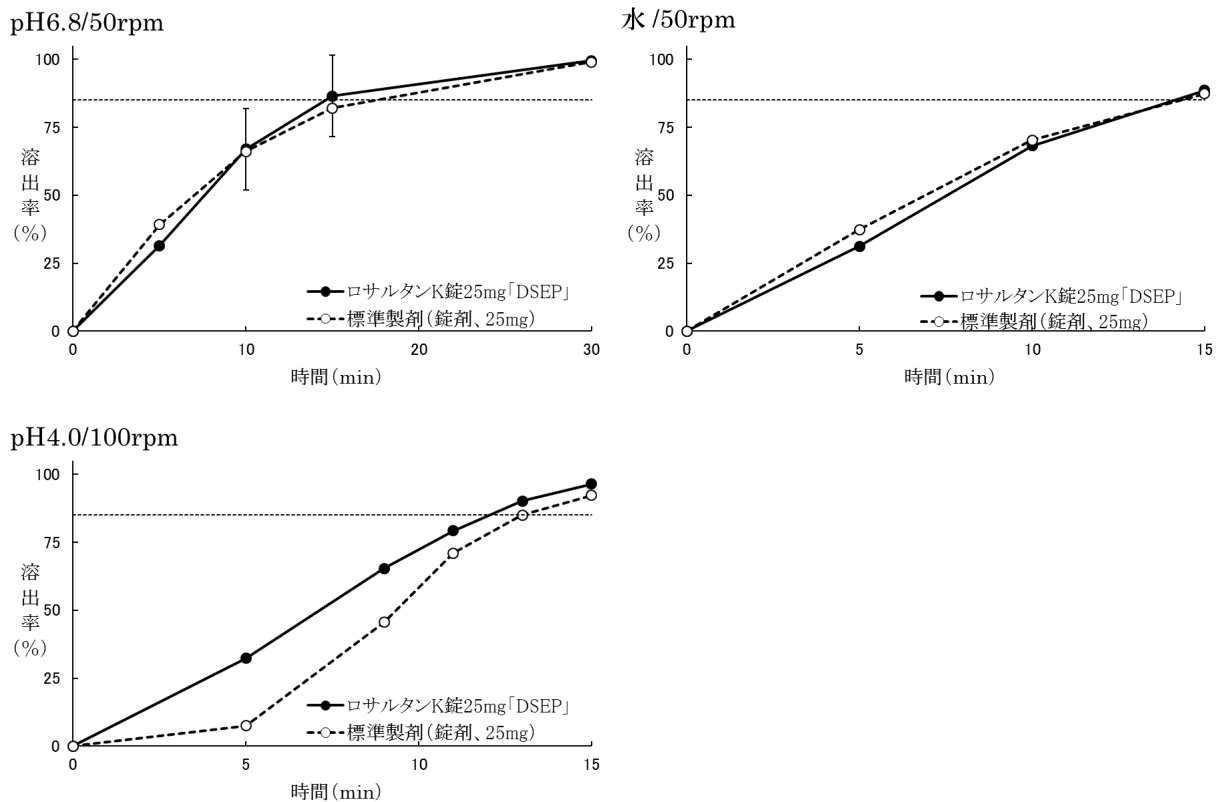 pH6.8/50rpm
100
75
50
25
0
溶出率(%)
0 10 20 30
時間(min)
ロサルタンK錠25mg「DSEP」
標準製剤(錠剤、25mg)
水 /50rpm
100
75
50
25
0
溶出率(%)
0 5 10 15
時間(min)
ロサルタンK錠25mg「DSEP」
標準製剤(錠剤、25mg)
pH4.0/100rpm
100
75
50
25
0
溶出率(%)
0 5 10 15
時間(min)
ロサルタンK錠25mg「DSEP」
標準製剤(錠剤、25mg)